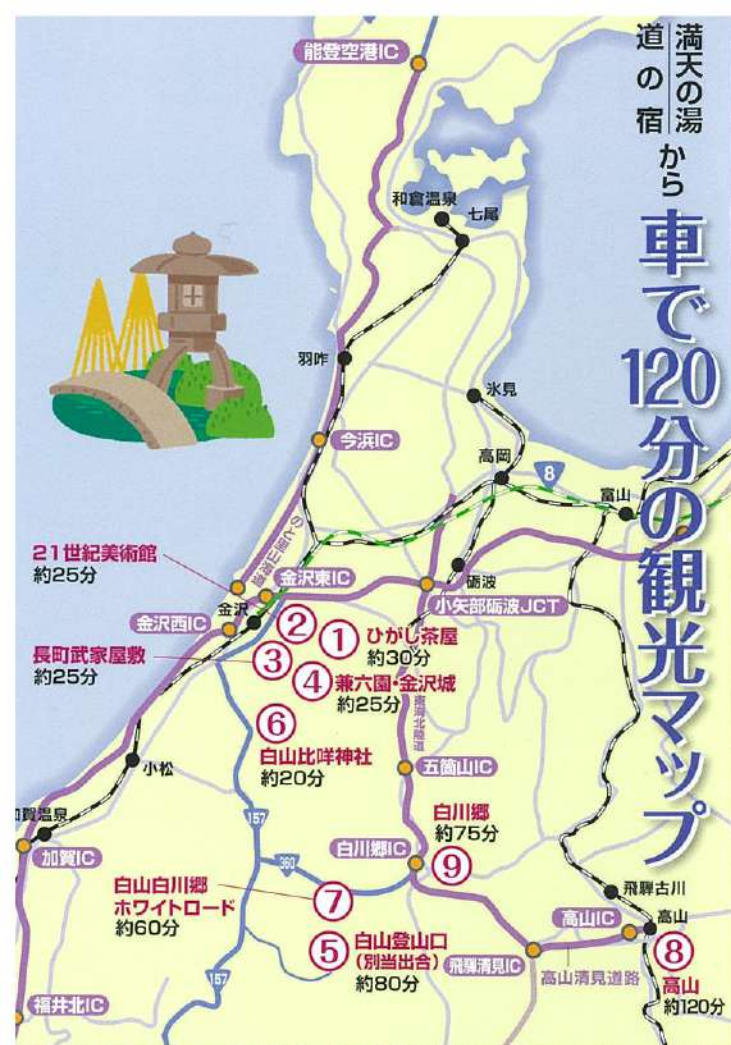 満天の湯
道の宿
から
車で120分の観光マップ
能登空港IC
和倉温泉
七尾
羽咋
氷見
今浜IC
高岡
8
富山
のと里山海道
21世紀美術館
約25分
金沢東IC
金沢
砺波
小矢部砺波JCT
金沢西IC
②
①
ひがし茶屋
約30分
長町武家屋敷
約25分
③
④
兼六園・金沢城
約25分
東海北陸道
⑥
白山比咩神社
約20分
小松
五箇山IC
加賀温泉
157
白川郷
約75分
加賀IC
360
白川郷IC
⑨
白山白川郷
ホワイトロード
約60分
⑦
飛騨古川
高山IC
高山
⑤
白山登山口
(別当出合)
約80分
飛騨清見IC
高山清見道路
⑧
高山
約120分
157
福井北IC